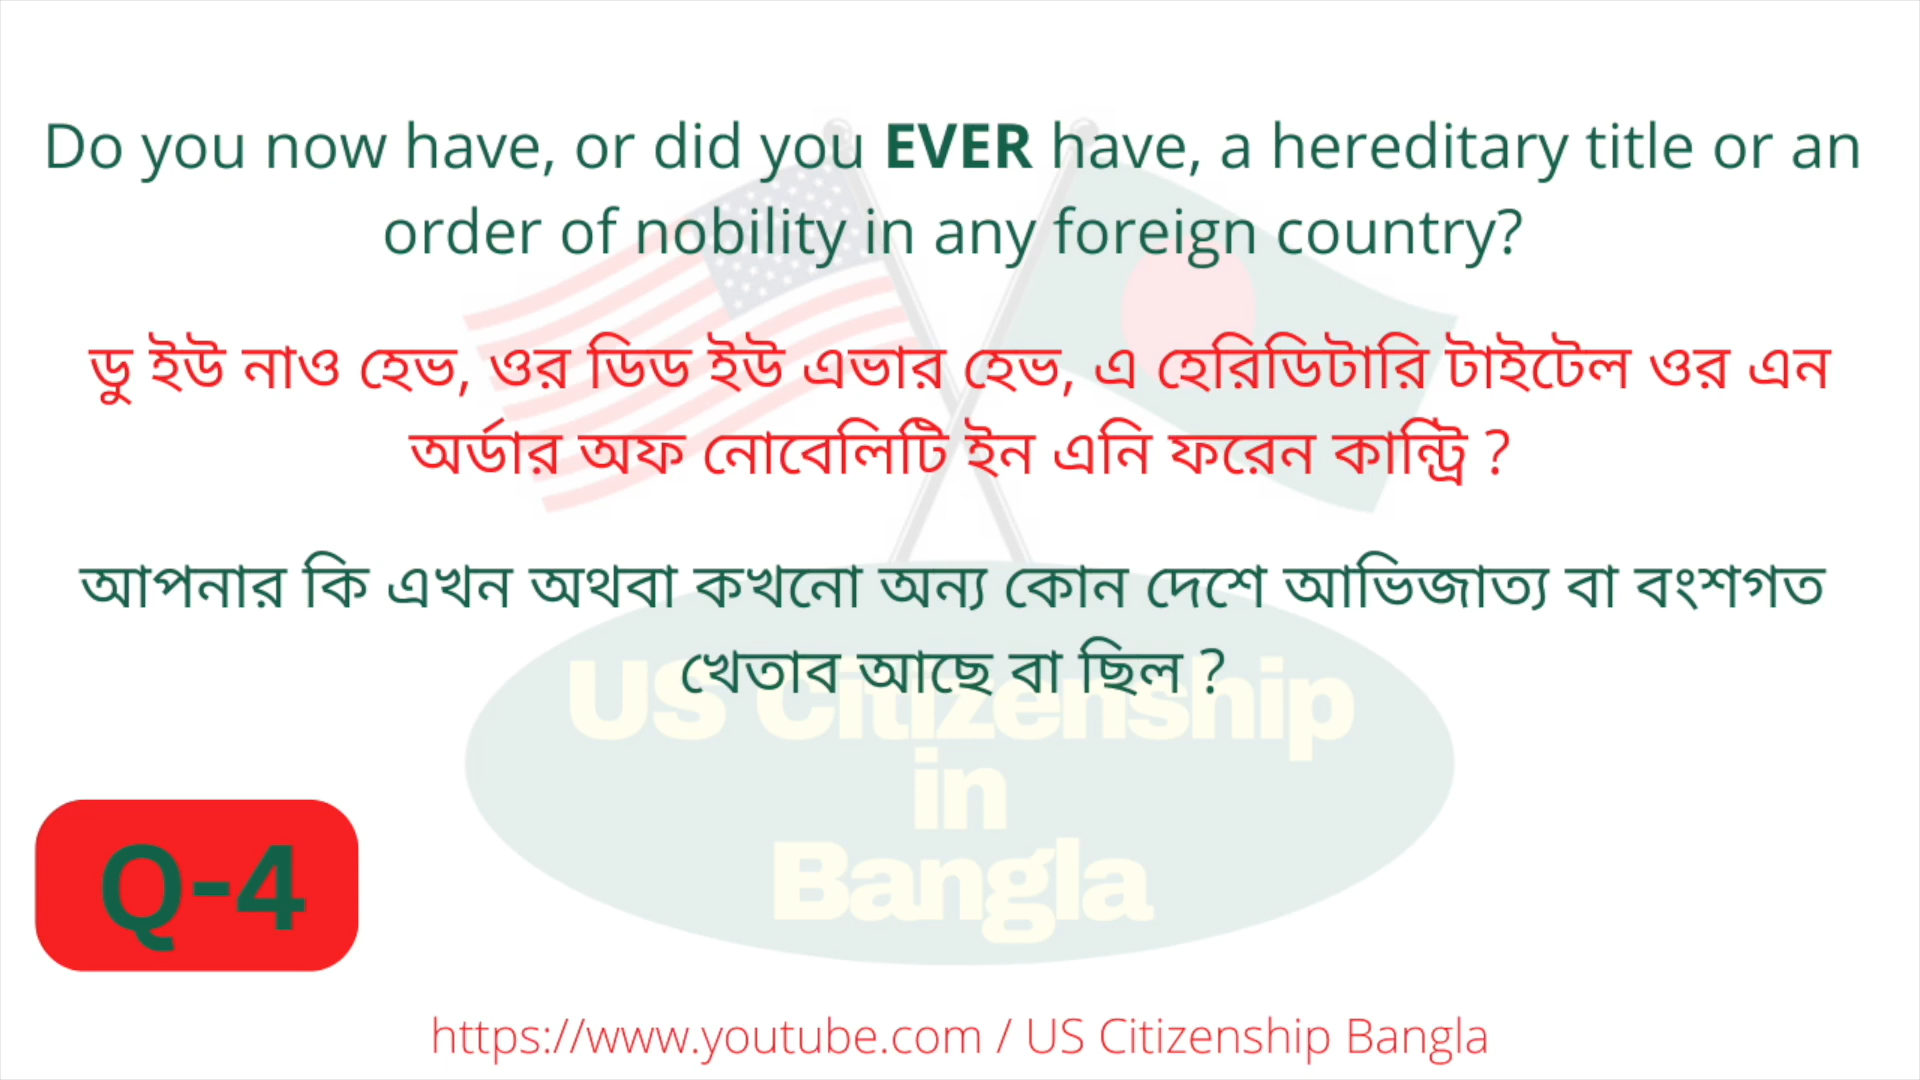 Do you now have, or did you EVER have, a hereditary title or an
order of nobility in any foreign country?
ডু ইউ নাও হেভ, ওর ডিড ইউ এভার হেভ, এ হেরিডিটারি টাইটেল ওর এন
অর্ডার অফ নোবেলিটি ইন এনি ফরেন কান্ট্রি ?
আপনার কি এখন অথবা কখনো অন্য কোন দেশে আভিজাত্য বা বংশগত
খেতাব আছে বা ছিল ?
US Citizenship
in
Bangla
Q-4
https://www.youtube.com / US Citizenship Bangla